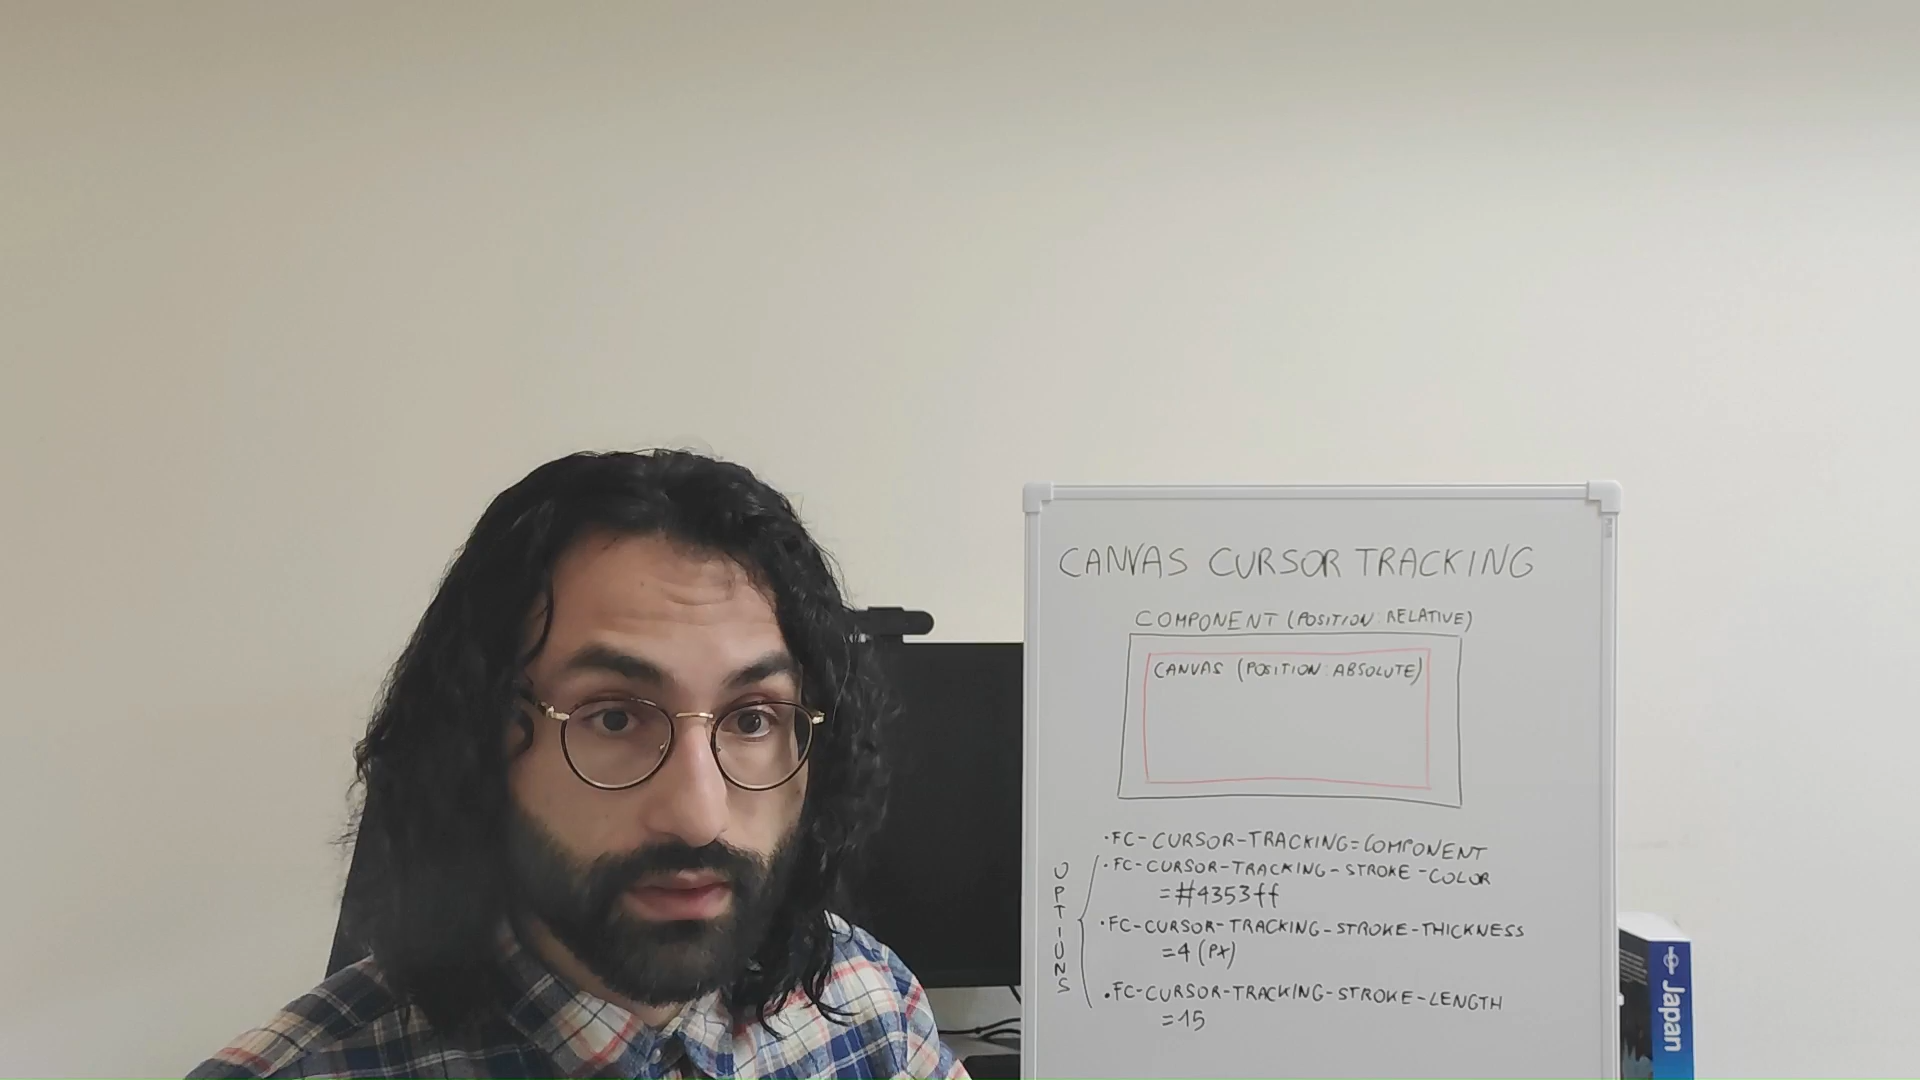 CANVAS CURSOR TRACKING
COMPONENT (POSITION: RELATIVE)
CANVAS (POSITION: ABSOLUTE)
•FC-CURSOR-TRACKING=COMPONENT
OPTIONS
•FC-CURSOR-TRACKING-STROKE-COLOR
=#4353ff
•FC-CURSOR-TRACKING-STROKE-THICKNESS
=4 (PX)
•FC-CURSOR-TRACKING-STROKE-LENGTH
=15
Japan